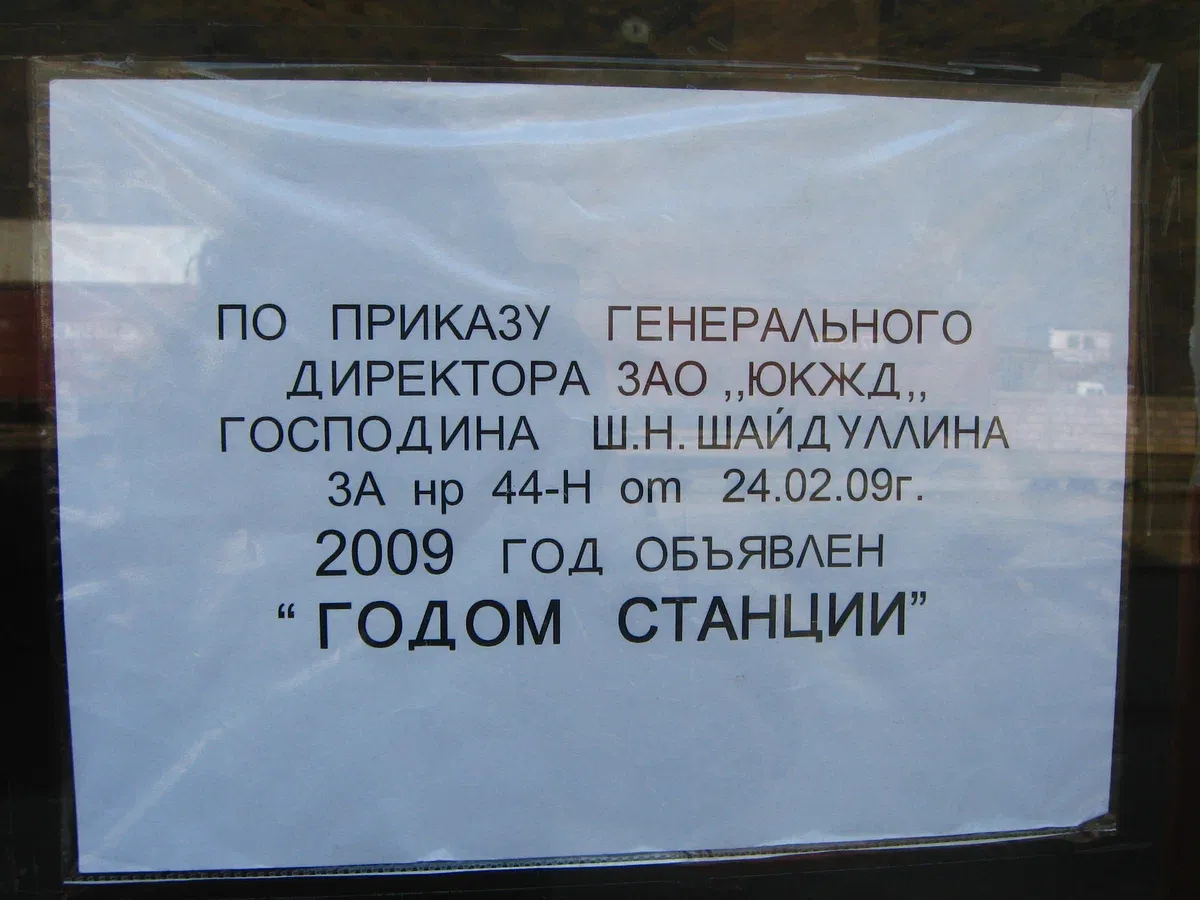 ПО ПРИКАЗУ ГЕНЕРАЛЬНОГО
ДИРЕКТОРА ЗАО ,,ЮКЖД,,
ГОСПОДИНА Ш.Н.ШАЙДУЛЛИНА
ЗА нр 44-Н от 24.02.09г.
2009 ГОД ОБЪЯВЛЕН
“ГОДОМ СТАНЦИИ”